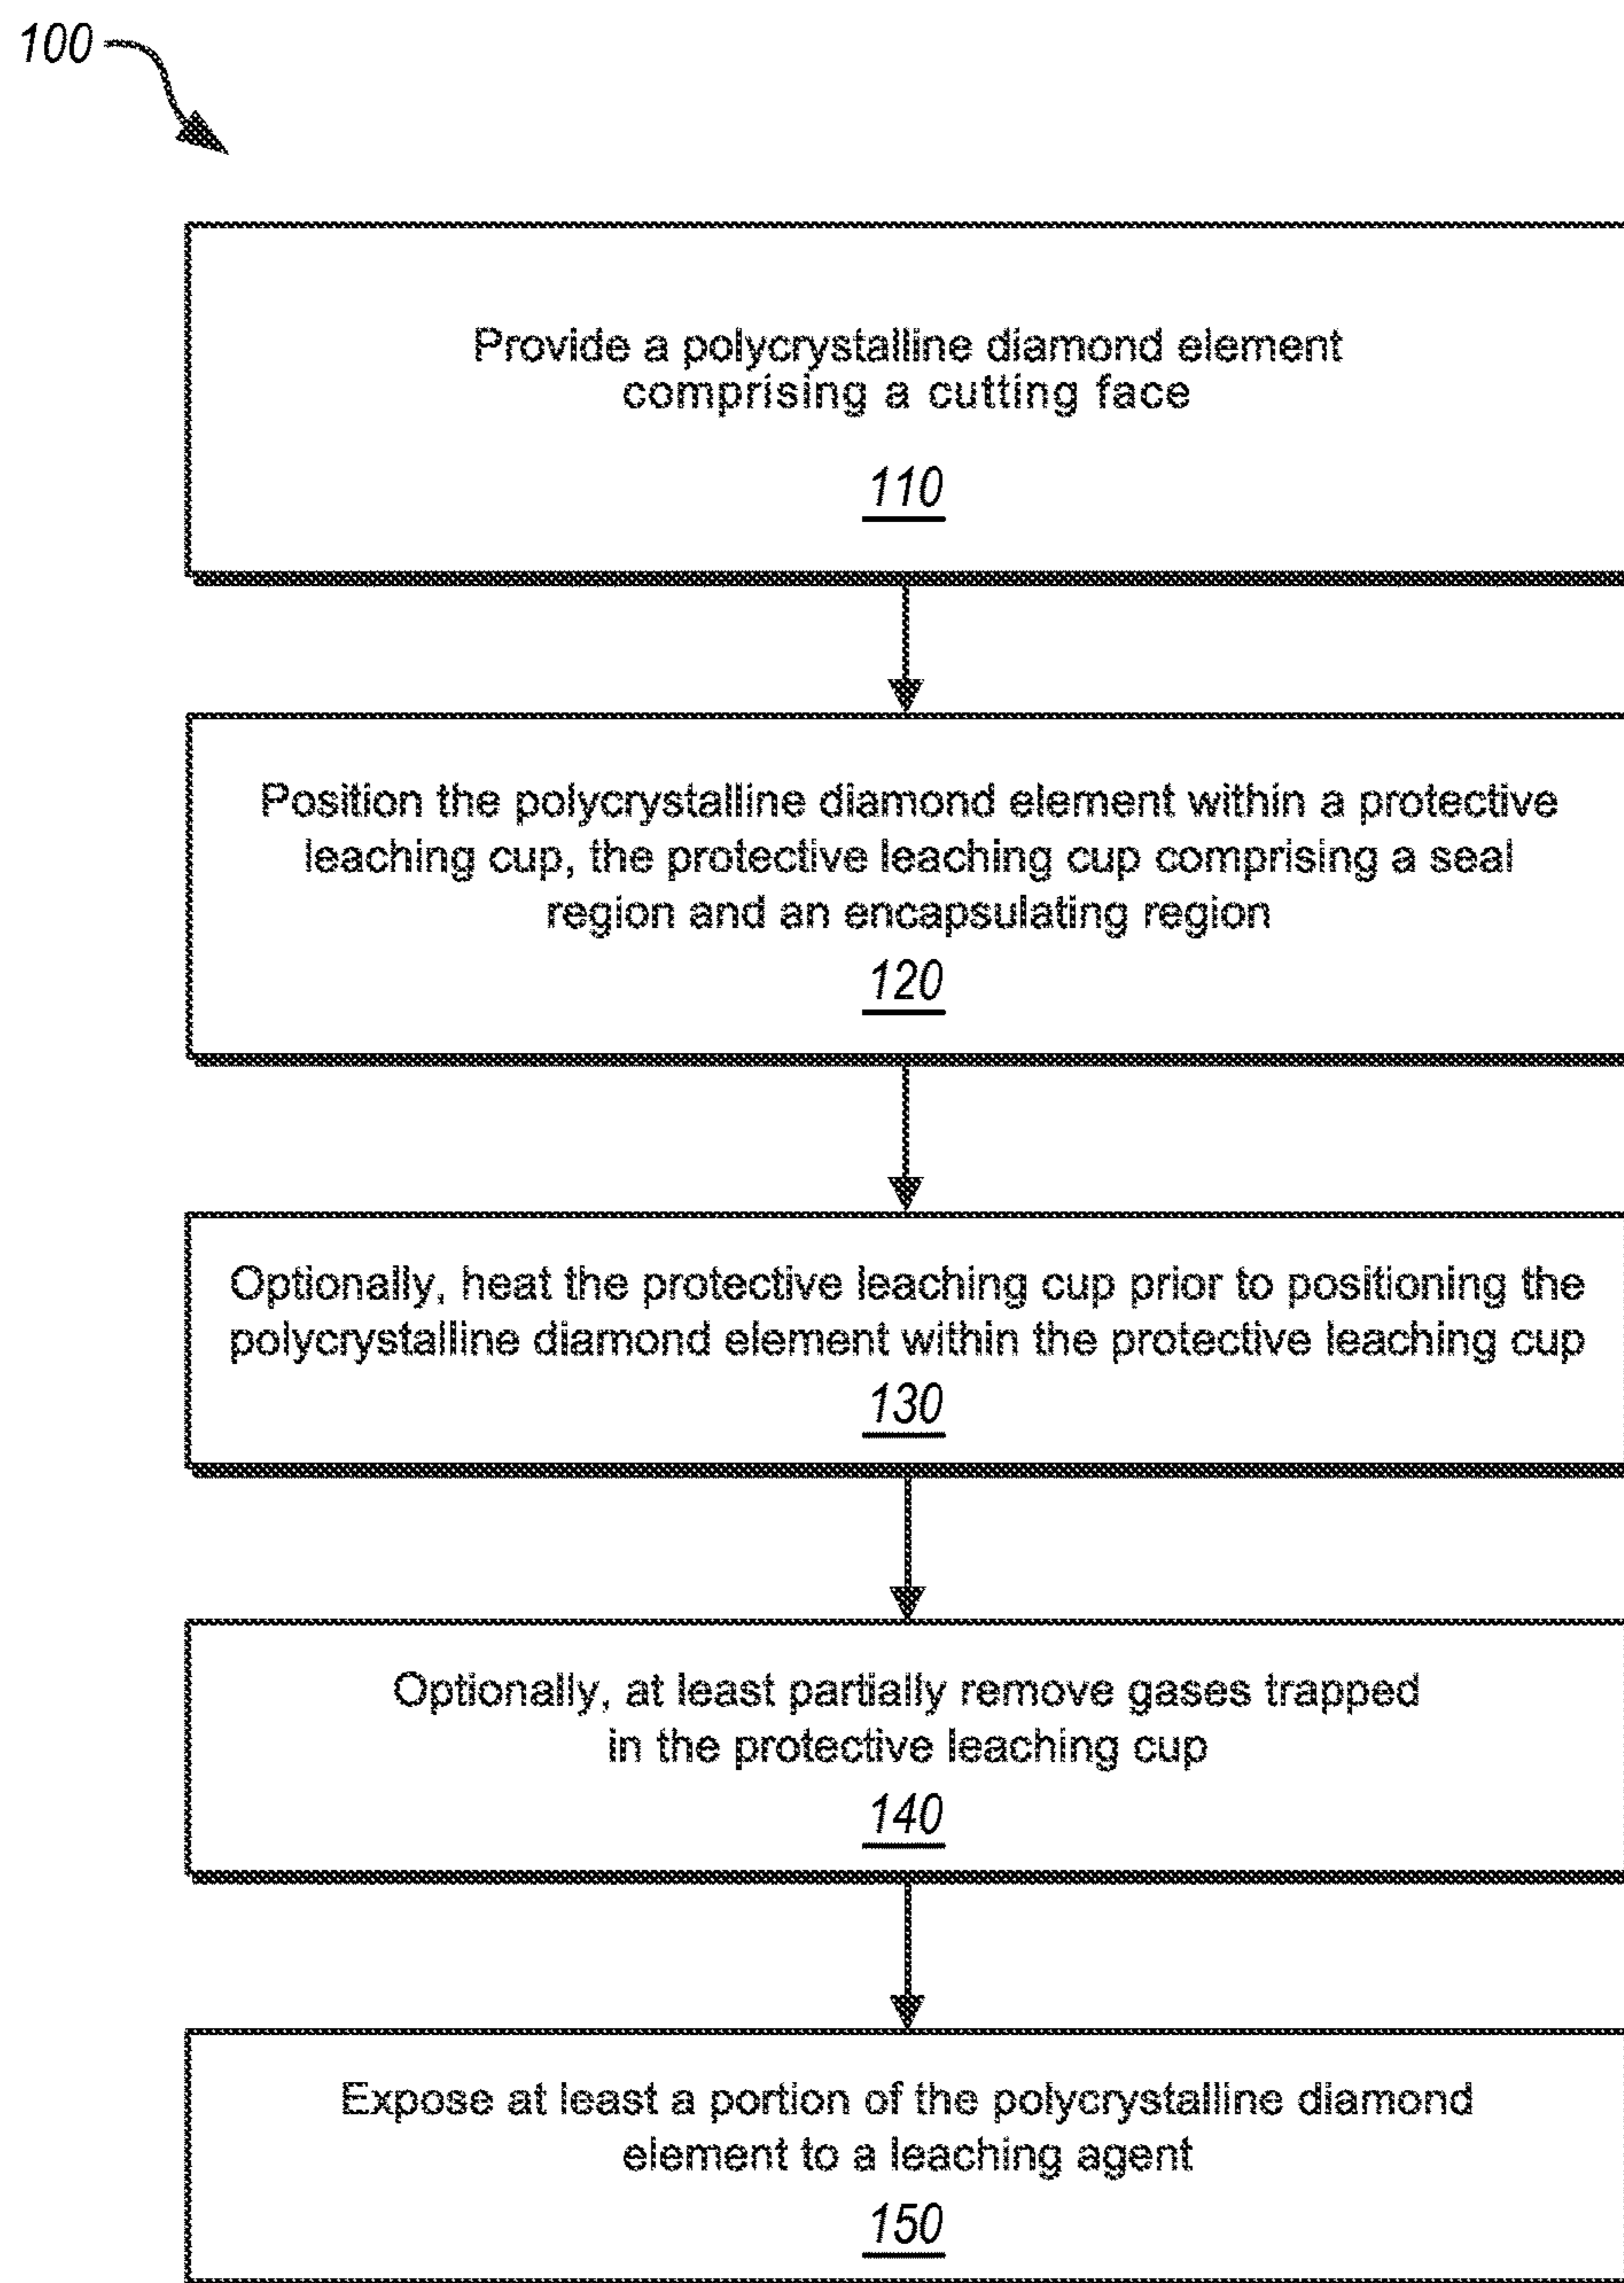 100
Provide a polycrystalline diamond element
comprising a cutting face
110
Position the polycrystalline diamond element within a protective
leaching cup, the protective leaching cup comprising a seal
region and an encapsulating region
120
Optionally, heat the protective leaching cup prior to positioning the
polycrystalline diamond element within the protective leaching cup
130
Optionally, at least partially remove gases trapped
in the protective leaching cup
140
Expose at least a portion of the polycrystalline diamond
element to a leaching agent
150